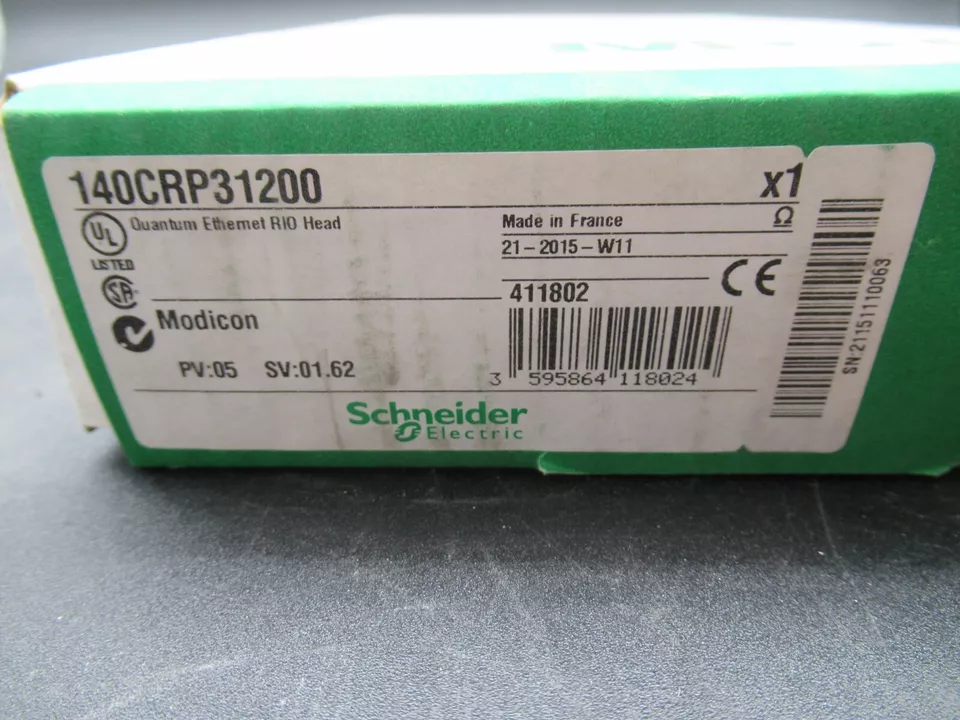 140CRP31200
x1
Quantum Ethernet RIO Head
Made in France
Ω
21-2015-W11
UL
LISTED
SA
CE
411802
Modicon
PV:05 SV:01.62
3 595864 118024
SN:21151110063
Schneider
Electric